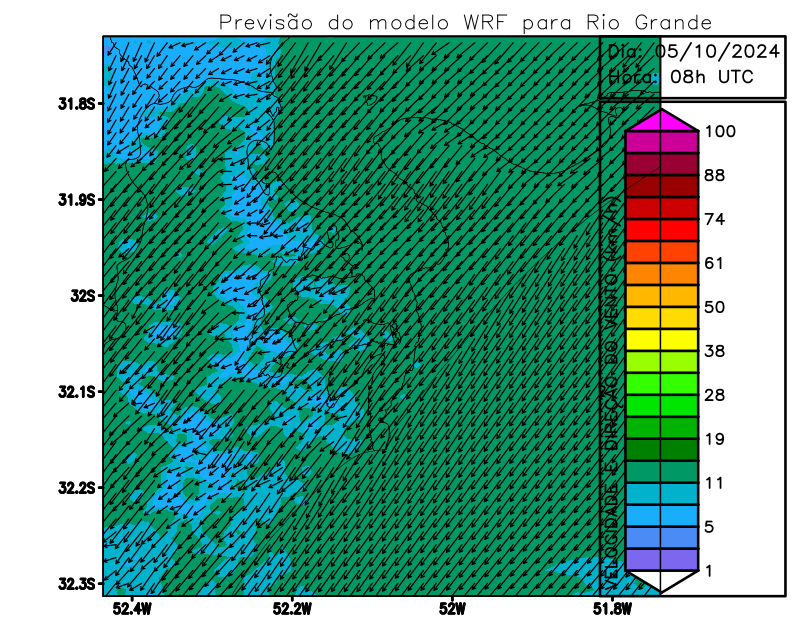 Previsão do modelo WRF para Rio Grande
Dia: 05/10/2024
Hora: 08h UTC
VELOCIDADE E DIREÇÃO DO VENTO (km/h)
100
88
74
61
50
38
28
19
11
5
1
31.8S
31.9S
32S
32.1S
32.2S
32.3S
52.4W
52.2W
52W
51.8W